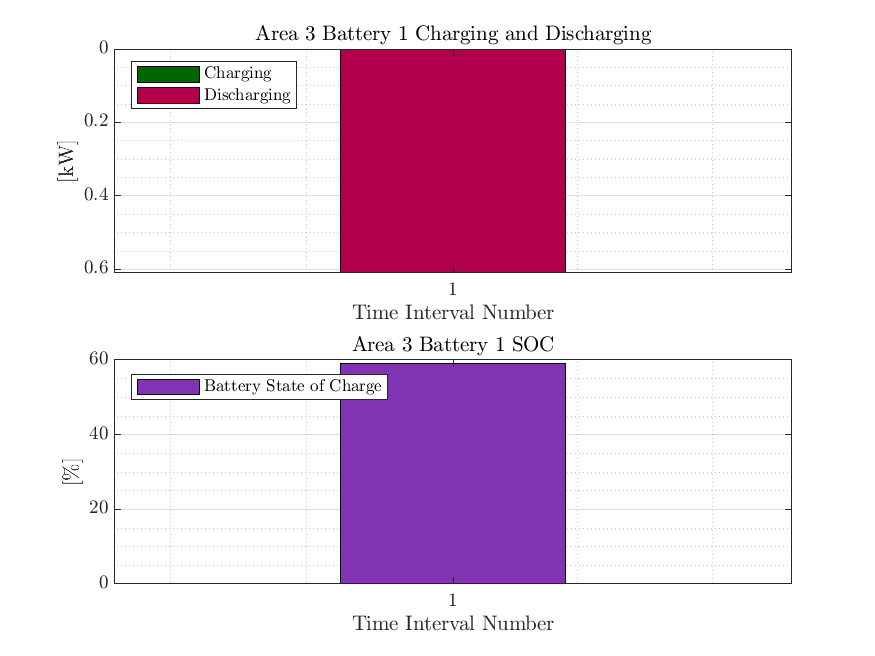 Area 3 Battery 1 Charging and Discharging
0
Charging
Discharging
0.2
[kW]
0.4
0.6
1
Time Interval Number
Area 3 Battery 1 SOC
60
Battery State of Charge
40
[%]
20
0
1
Time Interval Number